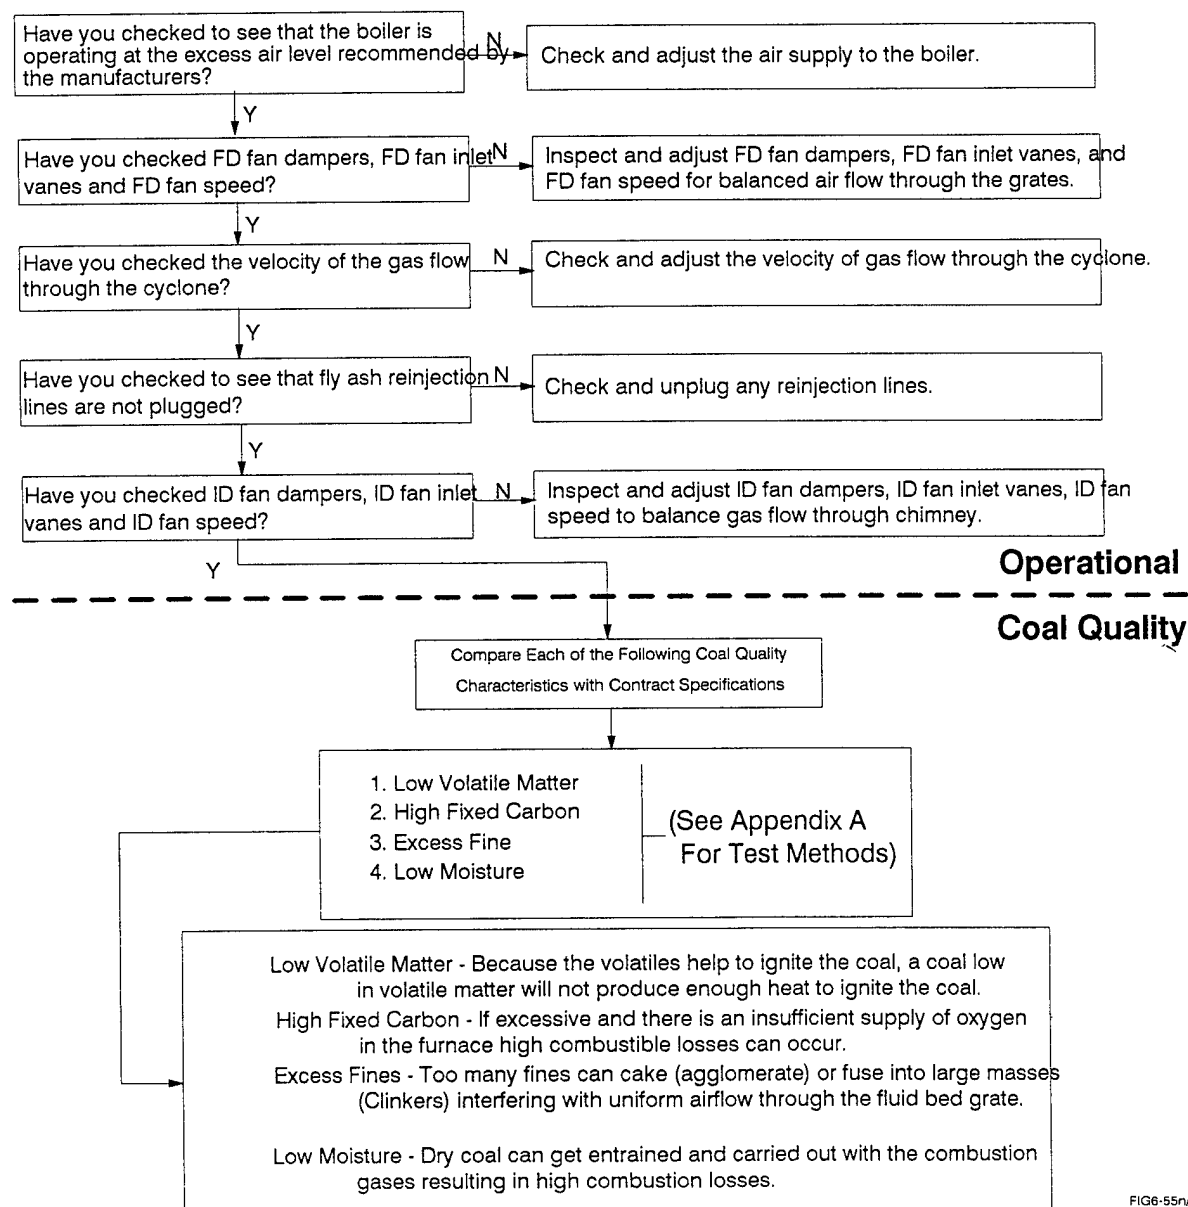 Have you checked to see that the boiler is
operating at the excess air level recommended by
the manufacturers?
N
Check and adjust the air supply to the boiler.
Y
Have you checked FD fan dampers, FD fan inlet
vanes and FD fan speed?
N
Inspect and adjust FD fan dampers, FD fan inlet vanes, and
FD fan speed for balanced air flow through the grates.
Y
Have you checked the velocity of the gas flow
through the cyclone?
N
Check and adjust the velocity of gas flow through the cyclone.
Y
Have you checked to see that fly ash reinjection
lines are not plugged?
N
Check and unplug any reinjection lines.
Y
Have you checked ID fan dampers, ID fan inlet
vanes and ID fan speed?
N
Inspect and adjust ID fan dampers, ID fan inlet vanes, ID fan
speed to balance gas flow through chimney.
Y
Operational
Coal Quality
Compare Each of the Following Coal Quality
Characteristics with Contract Specifications
1. Low Volatile Matter
2. High Fixed Carbon
3. Excess Fine
4. Low Moisture
(See Appendix A
For Test Methods)
Low Volatile Matter - Because the volatiles help to ignite the coal, a coal low
in volatile matter will not produce enough heat to ignite the coal.
High Fixed Carbon - If excessive and there is an insufficient supply of oxygen
in the furnace high combustible losses can occur.
Excess Fines - Too many fines can cake (agglomerate) or fuse into large masses
(Clinkers) interfering with uniform airflow through the fluid bed grate.
Low Moisture - Dry coal can get entrained and carried out with the combustion
gases resulting in high combustion losses.
FIG6-55n/